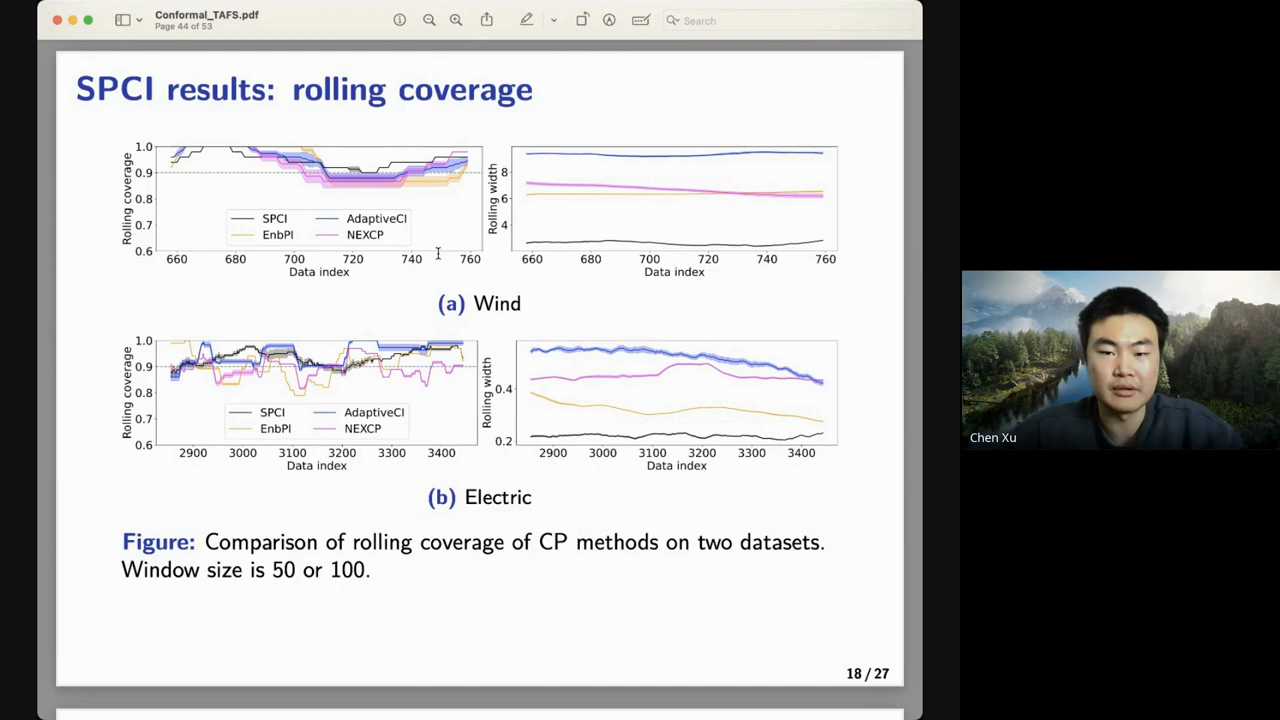 Conformal_TAFS.pdf
Page 44 of 53
Search
SPCI results: rolling coverage
Rolling coverage
1.0
0.9
0.8
0.7
0.6
SPCI
AdaptiveCI
EnbPI
NEXCP
660 680 700 720 740 760
Data index
Rolling width
8
6
4
660 680 700 720 740 760
Data index
(a) Wind
Rolling coverage
1.0
0.9
0.8
0.7
0.6
SPCI
AdaptiveCI
EnbPI
NEXCP
2900 3000 3100 3200 3300 3400
Data index
Rolling width
0.4
0.2
2900 3000 3100 3200 3300 3400
Data index
(b) Electric
Figure: Comparison of rolling coverage of CP methods on two datasets.
Window size is 50 or 100.
18 / 27
Chen Xu